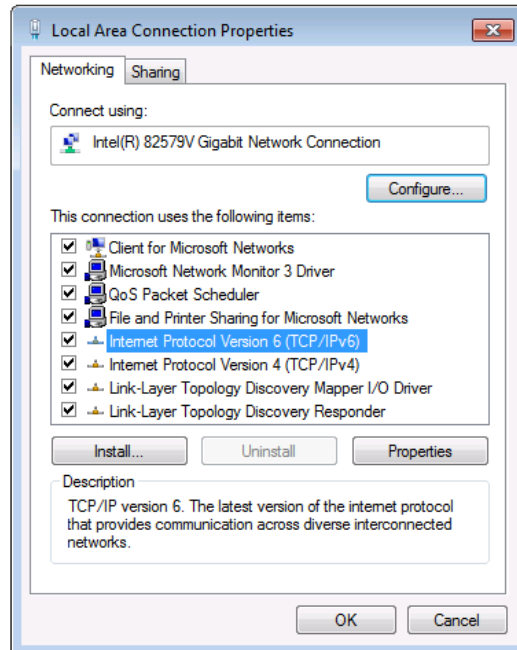 Local Area Connection Properties
Networking
Sharing
Connect using:
Intel(R) 82579V Gigabit Network Connection
Configure...
This connection uses the following items:
Client for Microsoft Networks
Microsoft Network Monitor 3 Driver
QoS Packet Scheduler
File and Printer Sharing for Microsoft Networks
Internet Protocol Version 6 (TCP/IPv6)
Internet Protocol Version 4 (TCP/IPv4)
Link-Layer Topology Discovery Mapper I/O Driver
Link-Layer Topology Discovery Responder
Install...
Uninstall
Properties
Description
TCP/IP version 6. The latest version of the internet protocol
that provides communication across diverse interconnected
networks.
OK
Cancel